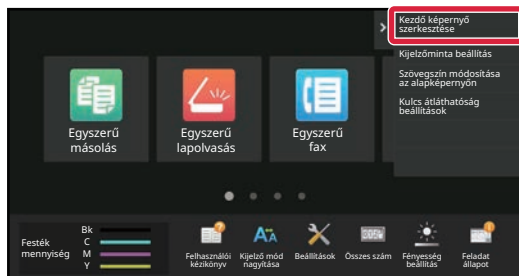 Kezdő képernyő
szerkesztése
Kijelzőminta beállítás
Szövegszín módosítása
az alapképernyőn
Kulcs átláthatóság
beállítások
Egyszerű
másolás
Egyszerű
lapolvasás
Egyszerű
fax
Festék
mennyiség
Bk
C
M
Y
Felhasználói
kézikönyv
Kijelző mód
nagyítása
Beállítások
Összes szám
Fényesség
beállítás
Feladat
állapot